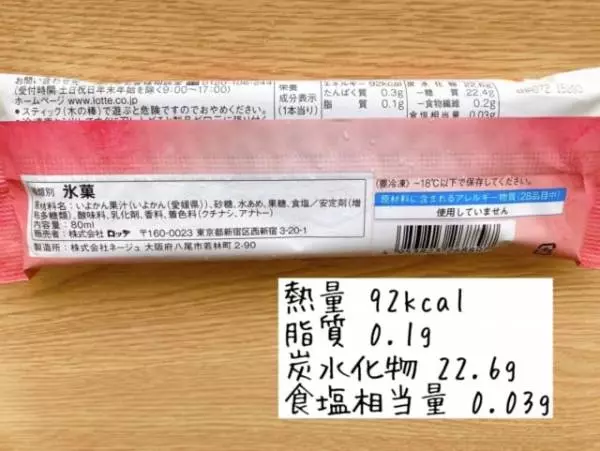 (受付時間 土日祝日年末年始を除く9:00~17:00)
ホームページ www.lotte.co.jp
• スティック(木の棒)で遊ぶと危険ですのでおやめください。
栄養
成分表示
(1本当り)
エネルギー 92kcal
たんぱく質 0.3g
脂 質 0.1g
炭水化物 22.6g
-糖 質 22.4g
-食物繊維 0.2g
食塩相当量 0.03g
種類別 氷菓
原材料名:いよかん果汁(いよかん(愛媛県))、砂糖、水あめ、果糖、食塩/安定剤(増
粘多糖類)、酸味料、乳化剤、香料、着色料(クチナシ、アナトー)
内容量:80ml
販売者:株式会社 ロッテ 〒160-0023 東京都新宿区西新宿 3-20-1
製造所:株式会社ネージュ 大阪府八尾市若林町 2-90
(要冷凍) -18℃以下で保存してください。
原材料に含まれるアレルギー物質(28品目中)
使用していません
熱量 92kcal
脂質 0.1g
炭水化物 22.6g
食塩相当量 0.03g